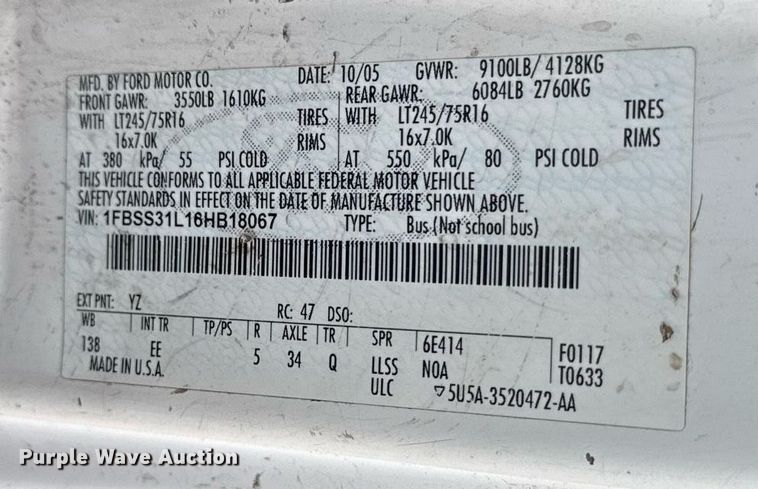 MFD. BY FORD MOTOR CO. DATE: 10/05 GVWR: 9100LB/ 4128KG
FRONT GAWR: 3550LB 1610KG REAR GAWR: 6084LB 2760KG
WITH LT245/75R16 TIRES WITH LT245/75R16 TIRES
16x7.0K RIMS 16x7.0K RIMS
AT 380 kPa/ 55 PSI COLD AT 550 kPa/ 80 PSI COLD
THIS VEHICLE CONFORMS TO ALL APPLICABLE FEDERAL MOTOR VEHICLE
SAFETY STANDARDS IN EFFECT ON THE DATE OF MANUFACTURE SHOWN ABOVE.
VIN: 1FBSS31L16HB18067 TYPE: Bus (Not school bus)
EXT PNT: YZ RC: 47 DSO:
WB INT TR TP/PS R AXLE TR SPR 6E414 F0117
138 EE 5 34 Q LLSS NOA T0633
MADE IN U.S.A. ULC 5U5A-3520472-AA
Purple Wave Auction